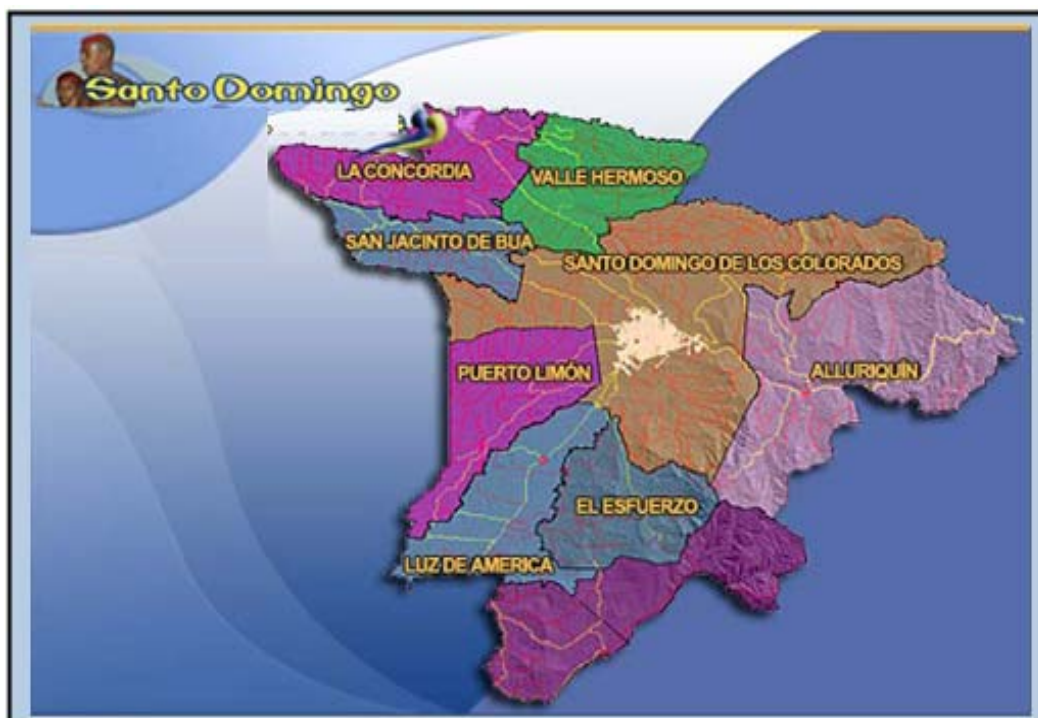 Santo Domingo
LA CONCORDIA
VALLE HERMOSO
SAN JACINTO DE BUA
SANTO DOMINGO DE LOS COLORADOS
PUERTO LIMÓN
ALLURIQUÍN
EL ESFUERZO
LUZ DE AMERICA